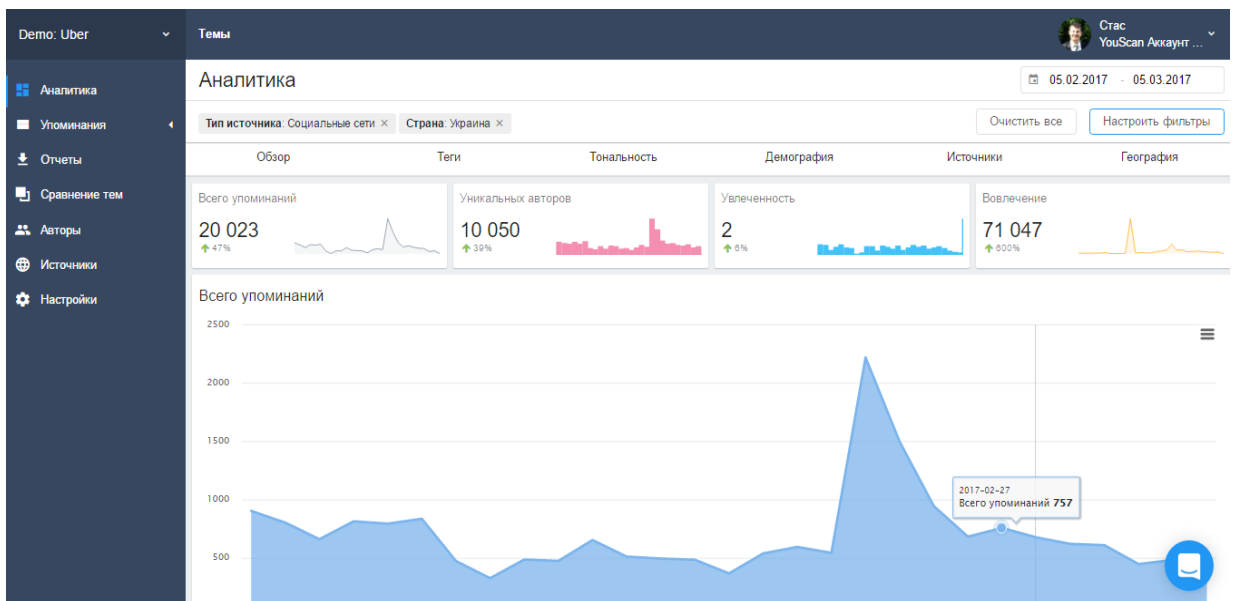 Demo: Uber
Темы
Стас
YouScan Аккаунт ...
Аналитика
Упоминания
Отчеты
Сравнение тем
Авторы
Источники
Настройки
Аналитика
05.02.2017 - 05.03.2017
Тип источника: Социальные сети ×
Страна: Украина ×
Очистить все
Настроить фильтры
Обзор
Теги
Тональность
Демография
Источники
География
Всего упоминаний
20 023
47%
Уникальных авторов
10 050
39%
Увлеченность
2
6%
Вовлечение
71 047
600%
Всего упоминаний
2500
2000
1500
1000
500
2017-02-27
Всего упоминаний 757